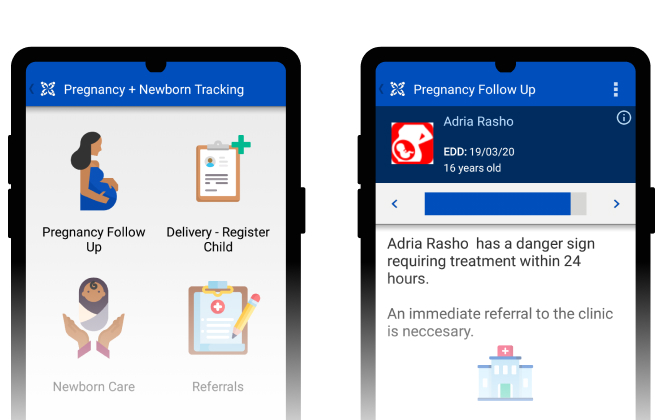 Pregnancy + Newborn Tracking
Pregnancy Follow
Up
Delivery - Register
Child
Newborn Care
Referrals
Pregnancy Follow Up
Adria Rasho
EDD: 19/03/20
16 years old
Adria Rasho  has a danger sign
requiring treatment within 24
hours.
An immediate referral to the clinic
is neccesary.